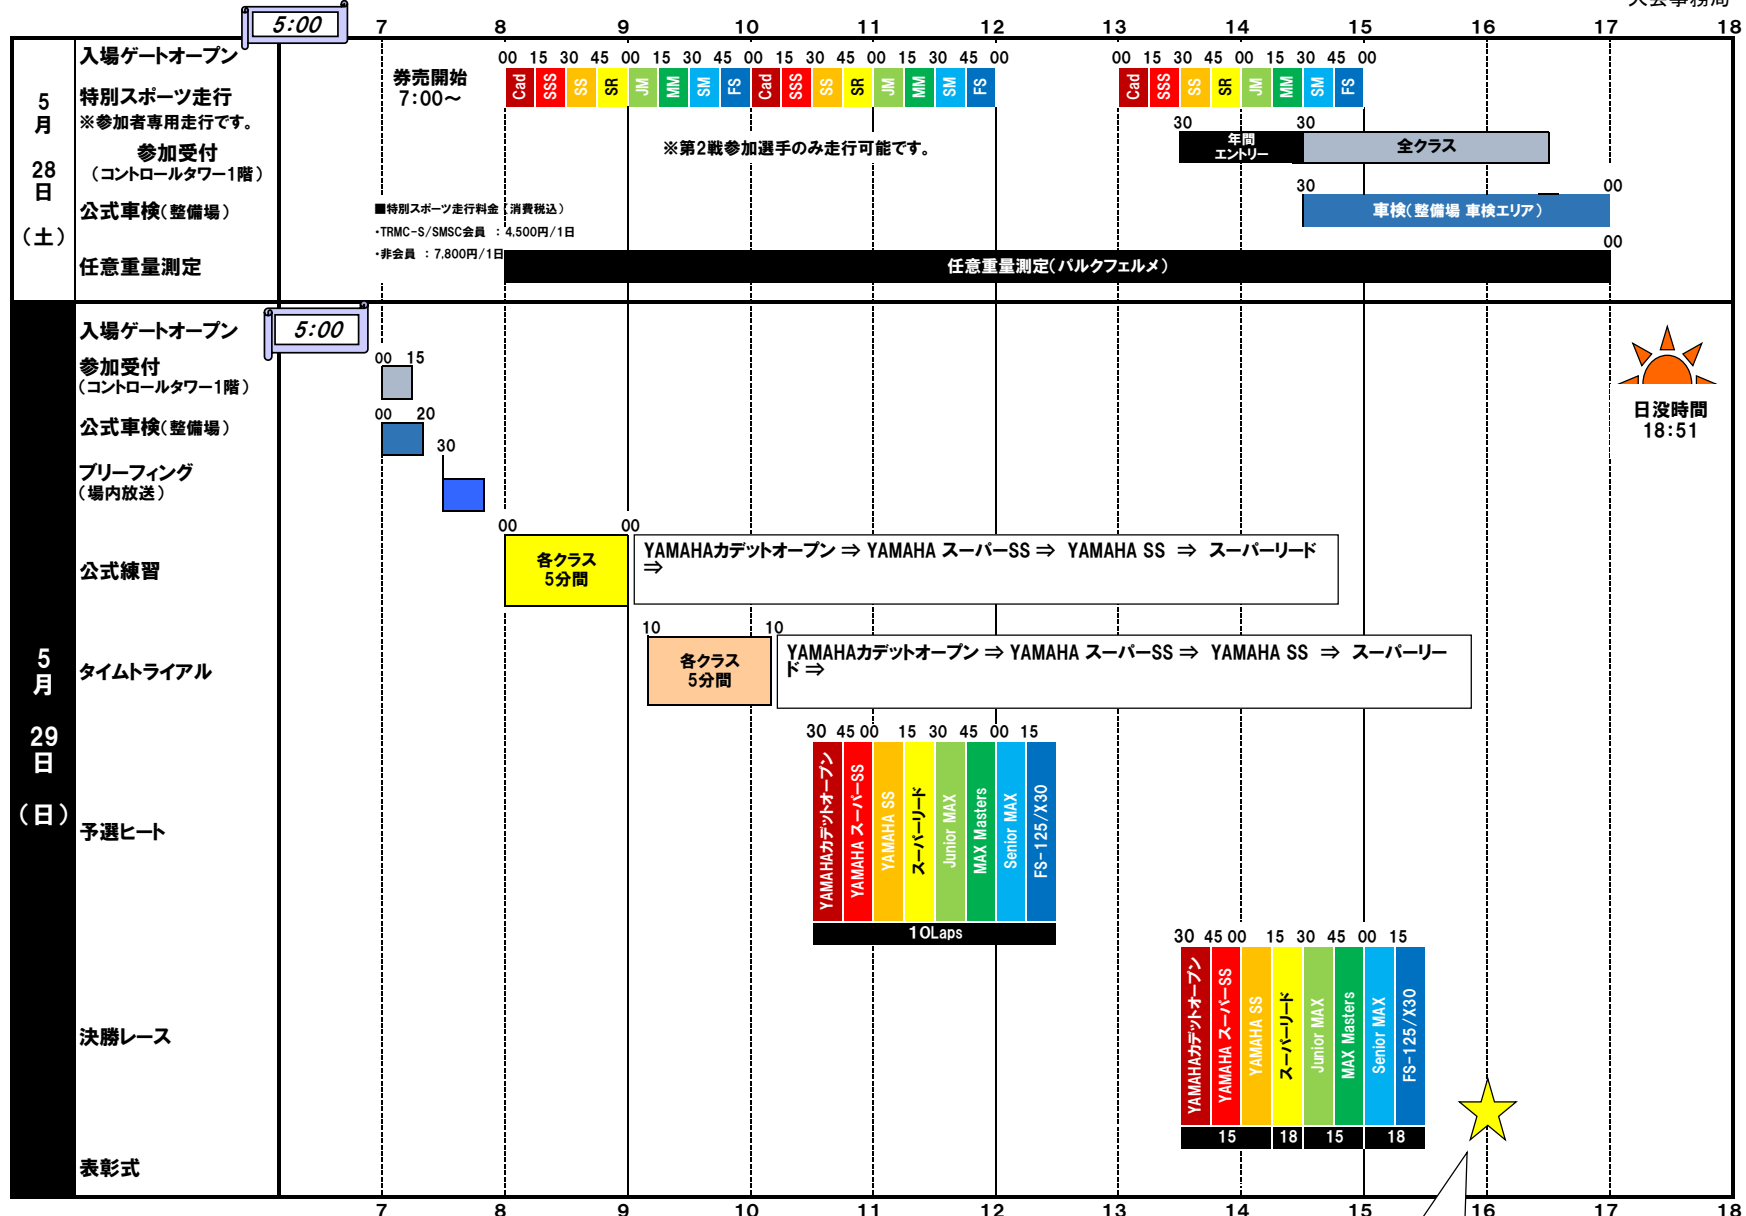 大会事務局
5:00
7 8 9 10 11 12 13 14 15 16 17 18
5
月
28
日
(土)
入場ゲートオープン
特別スポーツ走行
※参加者専用走行です。
参加受付
(コントロールタワー1階)
公式車検(整備場)
任意重量測定
券売開始
7:00～
00 15 30 45 00 15 30 45 00 15 30 45 00 15 30 45 00
Cad SSS SS SR JM MM SM FS Cad SSS SS SR JM MM SM FS
00 15 30 45 00 15 30 45 00
Cad SSS SS SR JM MM SM FS
※第2戦参加選手のみ走行可能です。
30 30
年間
エントリー
全クラス
30 00
車検(整備場 車検エリア)
■特別スポーツ走行料金(消費税込)
・TRMC-S/SMSC会員 : 4,500円/1日
・非会員 : 7,800円/1日
00
任意重量測定(パルクフェルメ)
5
月
29
日
(日)
入場ゲートオープン
5:00
参加受付
(コントロールタワー1階)
00 15
公式車検(整備場)
00 20
ブリーフィング
(場内放送)
30
日没時間
18:51
公式練習
00 00
各クラス
5分間
YAMAHAカデットオープン ⇒ YAMAHA スーパーSS ⇒ YAMAHA SS ⇒ スーパーリード
⇒
タイムトライアル
10 10
各クラス
5分間
YAMAHAカデットオープン ⇒ YAMAHA スーパーSS ⇒ YAMAHA SS ⇒ スーパーリー
ド ⇒
予選ヒート
30 45 00 15 30 45 00 15
YAMAHAカデットオープン
YAMAHA スーパーSS
YAMAHA SS
スーパーリード
Junior MAX
MAX Masters
Senior MAX
FS-125/X30
10Laps
決勝レース
30 45 00 15 30 45 00 15
YAMAHAカデットオープン
YAMAHA スーパーSS
YAMAHA SS
スーパーリード
Junior MAX
MAX Masters
Senior MAX
FS-125/X30
15 18 15 18
表彰式
7 8 9 10 11 12 13 14 15 16 17 18